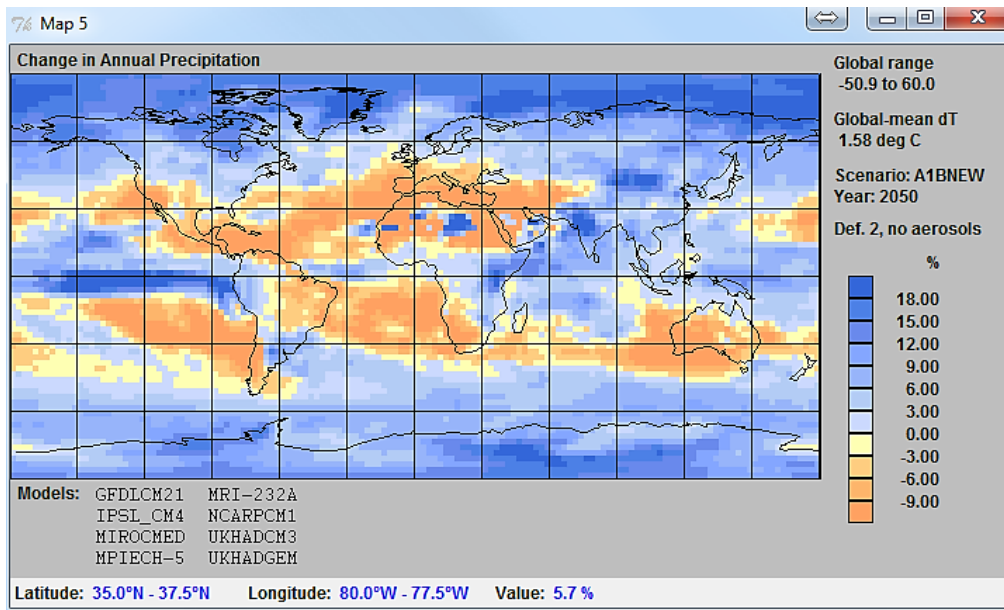 Map 5
Change in Annual Precipitation
Global range
-50.9 to 60.0
Global-mean dT
1.58 deg C
Scenario: A1BNEW
Year: 2050
Def. 2, no aerosols
%
18.00
15.00
12.00
9.00
6.00
3.00
0.00
-3.00
-6.00
-9.00
Models: GFDLCM21 MRI-232A
IPSL_CM4 NCARPCM1
MIROCMED UKHADCM3
MPIECH-5 UKHADGEM
Latitude: 35.0°N - 37.5°N Longitude: 80.0°W - 77.5°W Value: 5.7 %